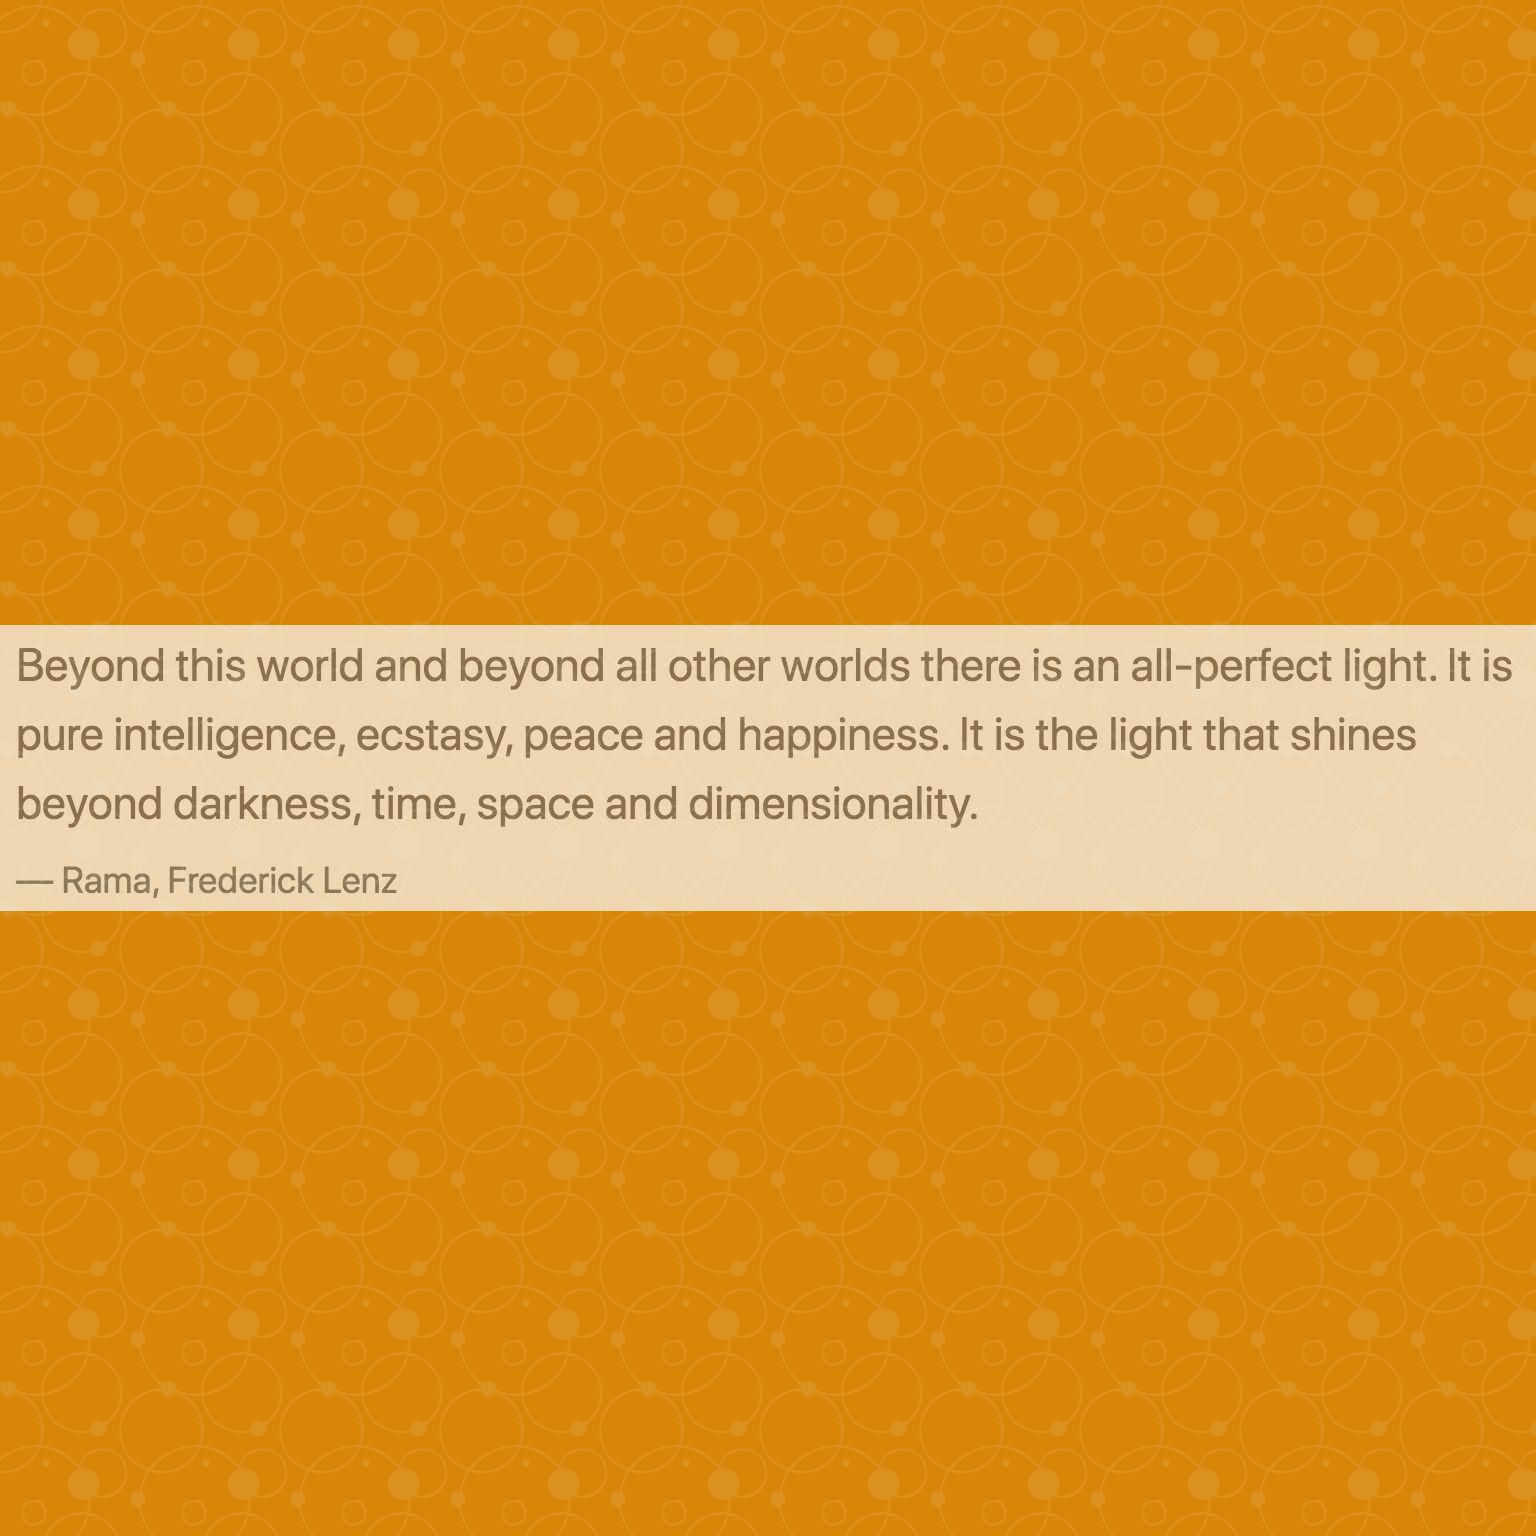 Beyond this world and beyond all other worlds there is an all-perfect light. It is
pure intelligence, ecstasy, peace and happiness. It is the light that shines
beyond darkness, time, space and dimensionality.
— Rama, Frederick Lenz